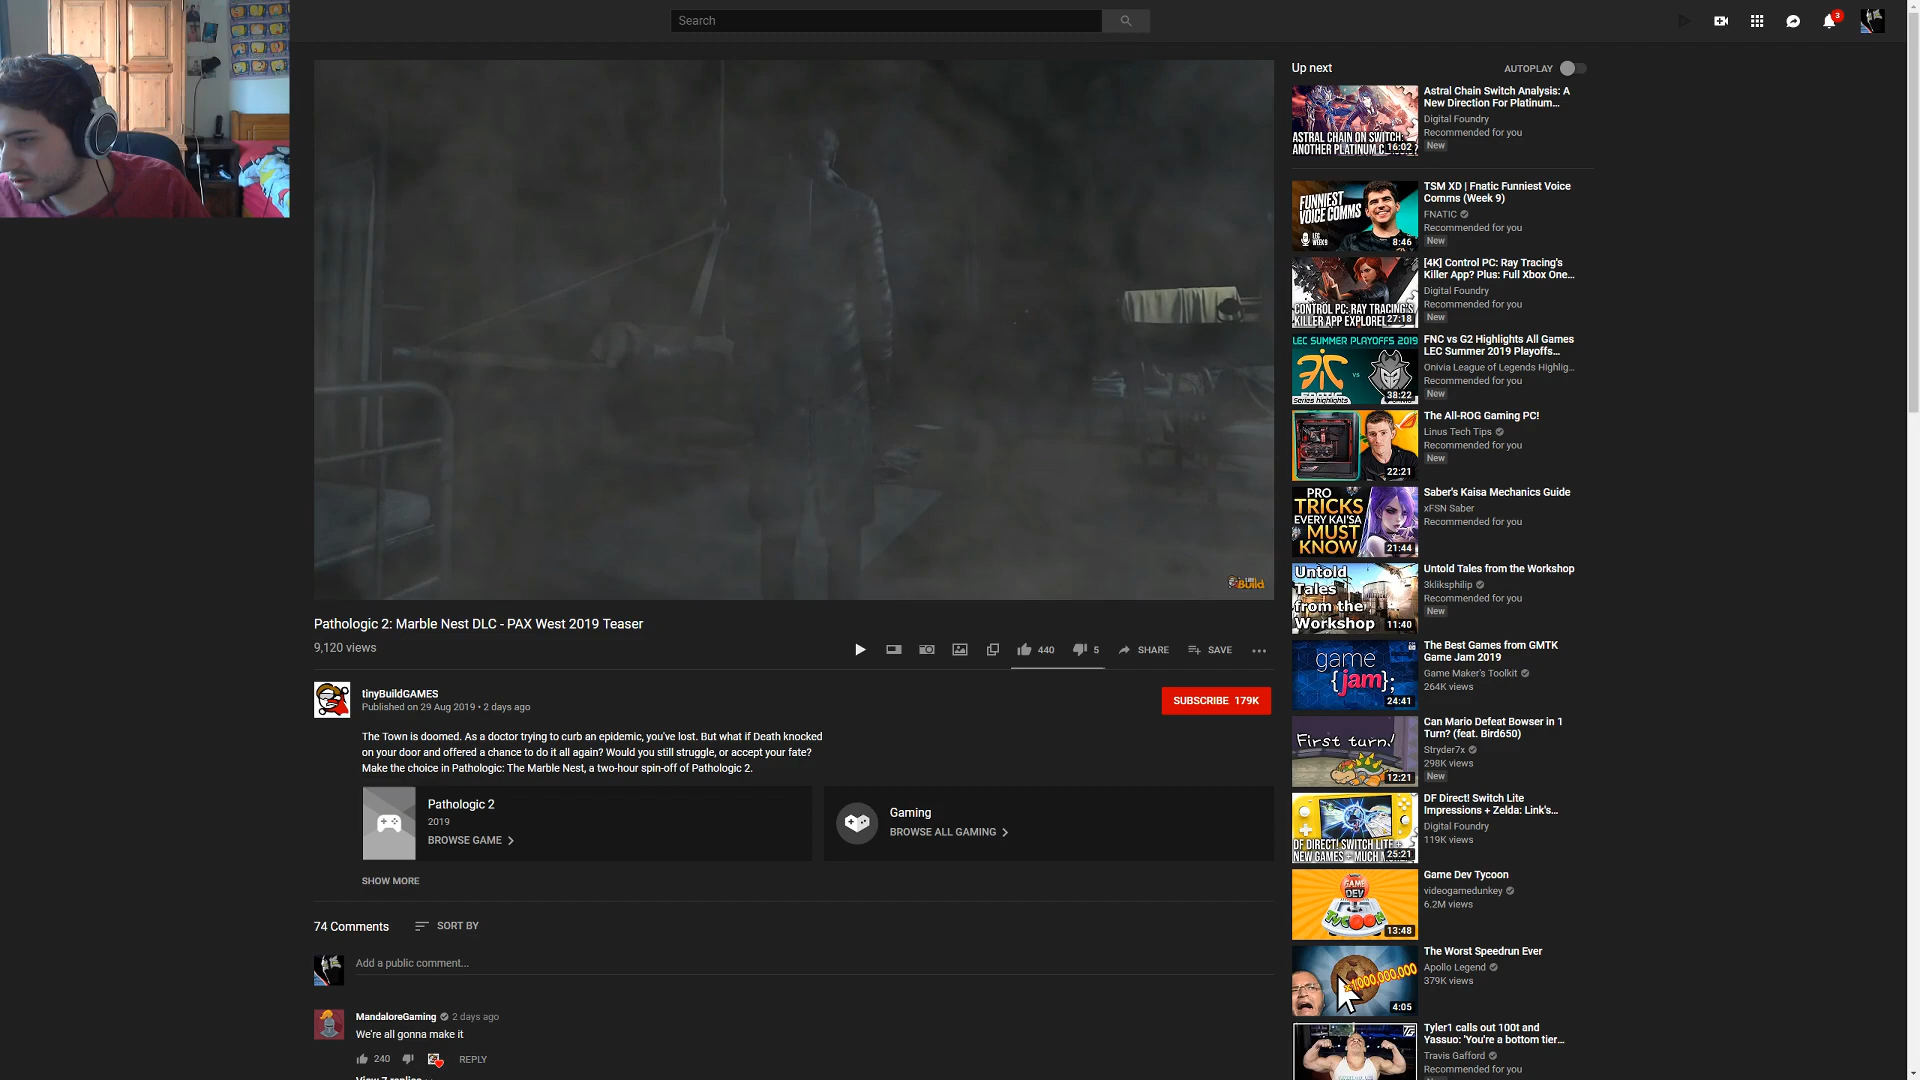 Search
3
Up next
AUTOPLAY
ASTRAL CHAIN ON SWITCH:
16:02
Astral Chain Switch Analysis: A
New Direction For Platinum...
Digital Foundry
Recommended for you
New
FUNNIEST
VOICE COMMS
8:46
TSM XD | Fnatic Funniest Voice
Comms (Week 9)
FNATIC
Recommended for you
New
CONTROL PC: RAY TRACING'S
27:18
[4K] Control PC: Ray Tracing's
Killer App? Plus: Full Xbox One...
Digital Foundry
Recommended for you
New
LEC SUMMER PLAYOFFS 2019
VS
FNATIC
Series highlights
38:22
FNC vs G2 Highlights All Games
LEC Summer 2019 Playoffs...
Onivia League of Legends Highlig...
Recommended for you
New
22:21
The All-ROG Gaming PC!
Linus Tech Tips
Recommended for you
New
PRO
TRICKS
EVERY KAI'SA
MUST
KNOW
21:44
Saber's Kaisa Mechanics Guide
xFSN Saber
Recommended for you
Untold
Tales
from the
Workshop
11:40
Untold Tales from the Workshop
3kliksphilip
Recommended for you
New
game
{jam};
24:41
The Best Games from GMTK
Game Jam 2019
Game Maker's Toolkit
264K views
First turn!
12:21
Can Mario Defeat Bowser in 1
Turn? (feat. Bird650)
Stryder7x
298K views
New
DF DIRECT! SWITCH LITE
25:21
DF Direct! Switch Lite
Impressions + Zelda: Link's...
Digital Foundry
119K views
GAME
DEV
TYCOON
13:48
Game Dev Tycoon
videogamedunkey
6.2M views
4:05
The Worst Speedrun Ever
Apollo Legend
379K views
Tyler1 calls out 100t and
Yassuo: 'You're a bottom tier...
Travis Gafford
Recommended for you
Build
Pathologic 2: Marble Nest DLC - PAX West 2019 Teaser
9,120 views
440
5
SHARE
SAVE
tinyBuildGAMES
Published on 29 Aug 2019 • 2 days ago
SUBSCRIBE 179K
The Town is doomed. As a doctor trying to curb an epidemic, you've lost. But what if Death knocked
on your door and offered a chance to do it all again? Would you still struggle, or accept your fate?
Make the choice in Pathologic: The Marble Nest, a two-hour spin-off of Pathologic 2.
Pathologic 2
2019
BROWSE GAME
Gaming
BROWSE ALL GAMING
SHOW MORE
74 Comments
SORT BY
Add a public comment...
MandaloreGaming 2 days ago
We're all gonna make it
240
REPLY
View 7 replies